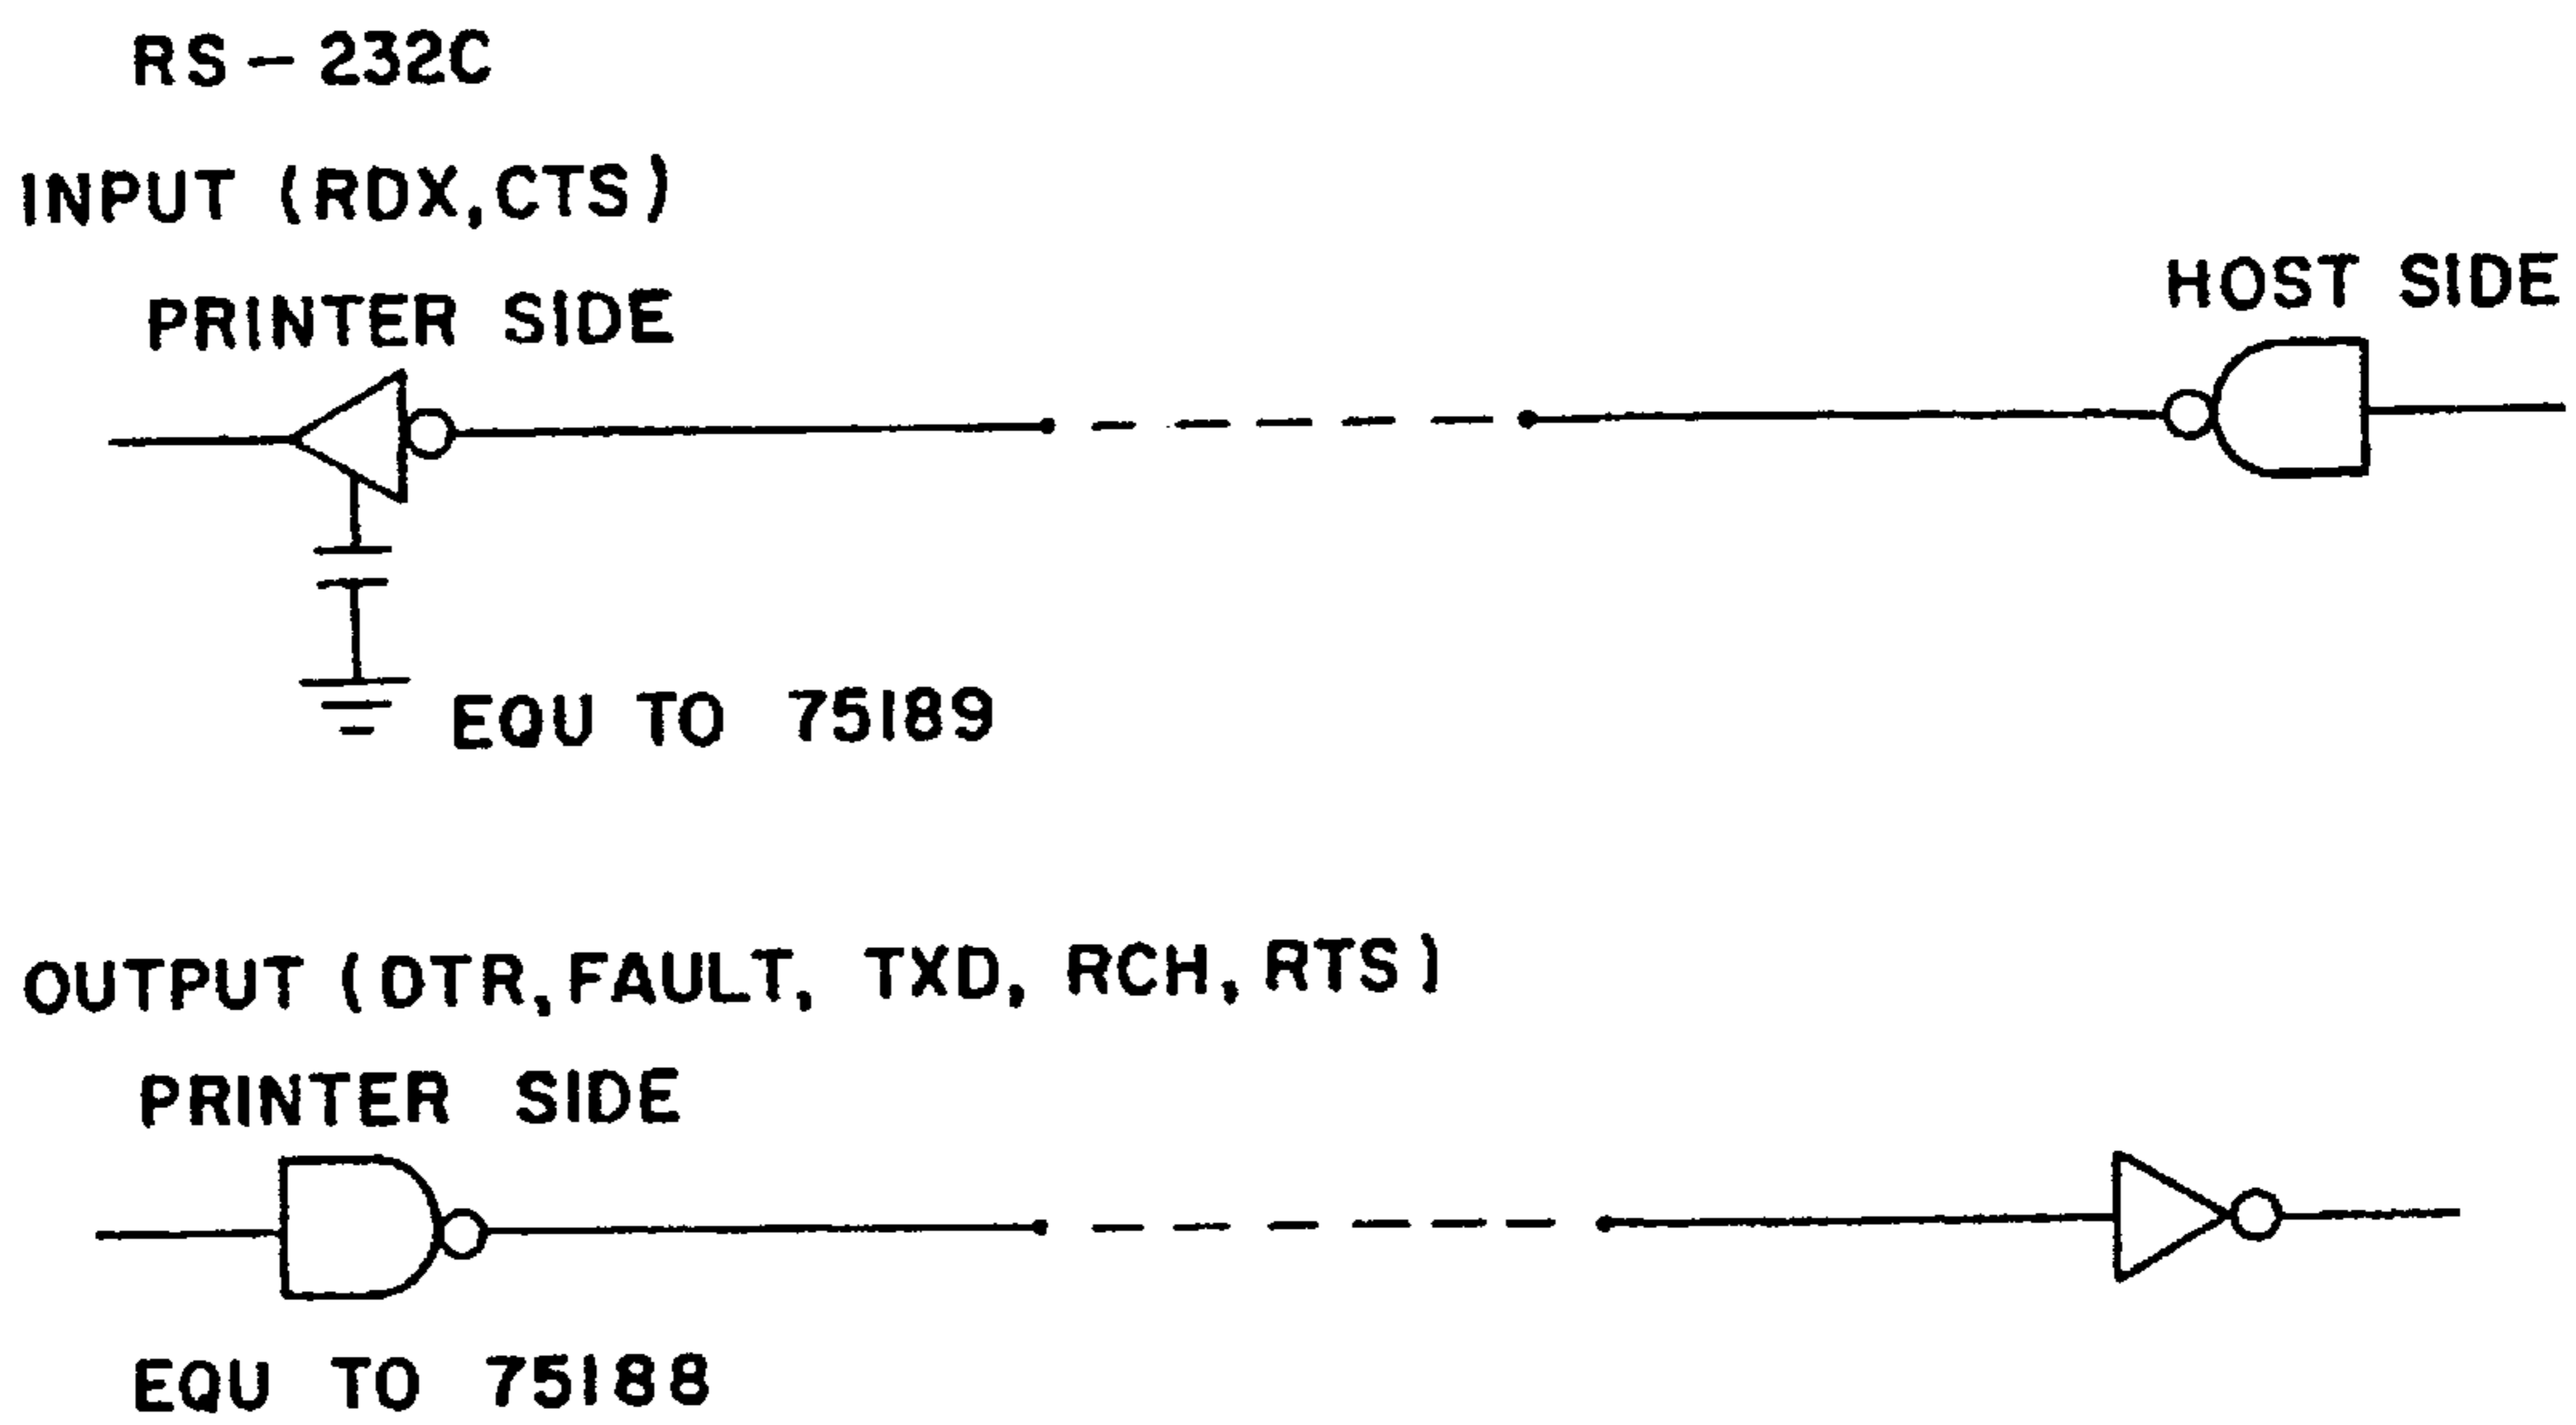 RS-232C
INPUT (RDX,CTS)
PRINTER SIDE
HOST SIDE
EQU TO 75189
OUTPUT (DTR, FAULT, TXD, RCH, RTS)
PRINTER SIDE
EQU TO 75188